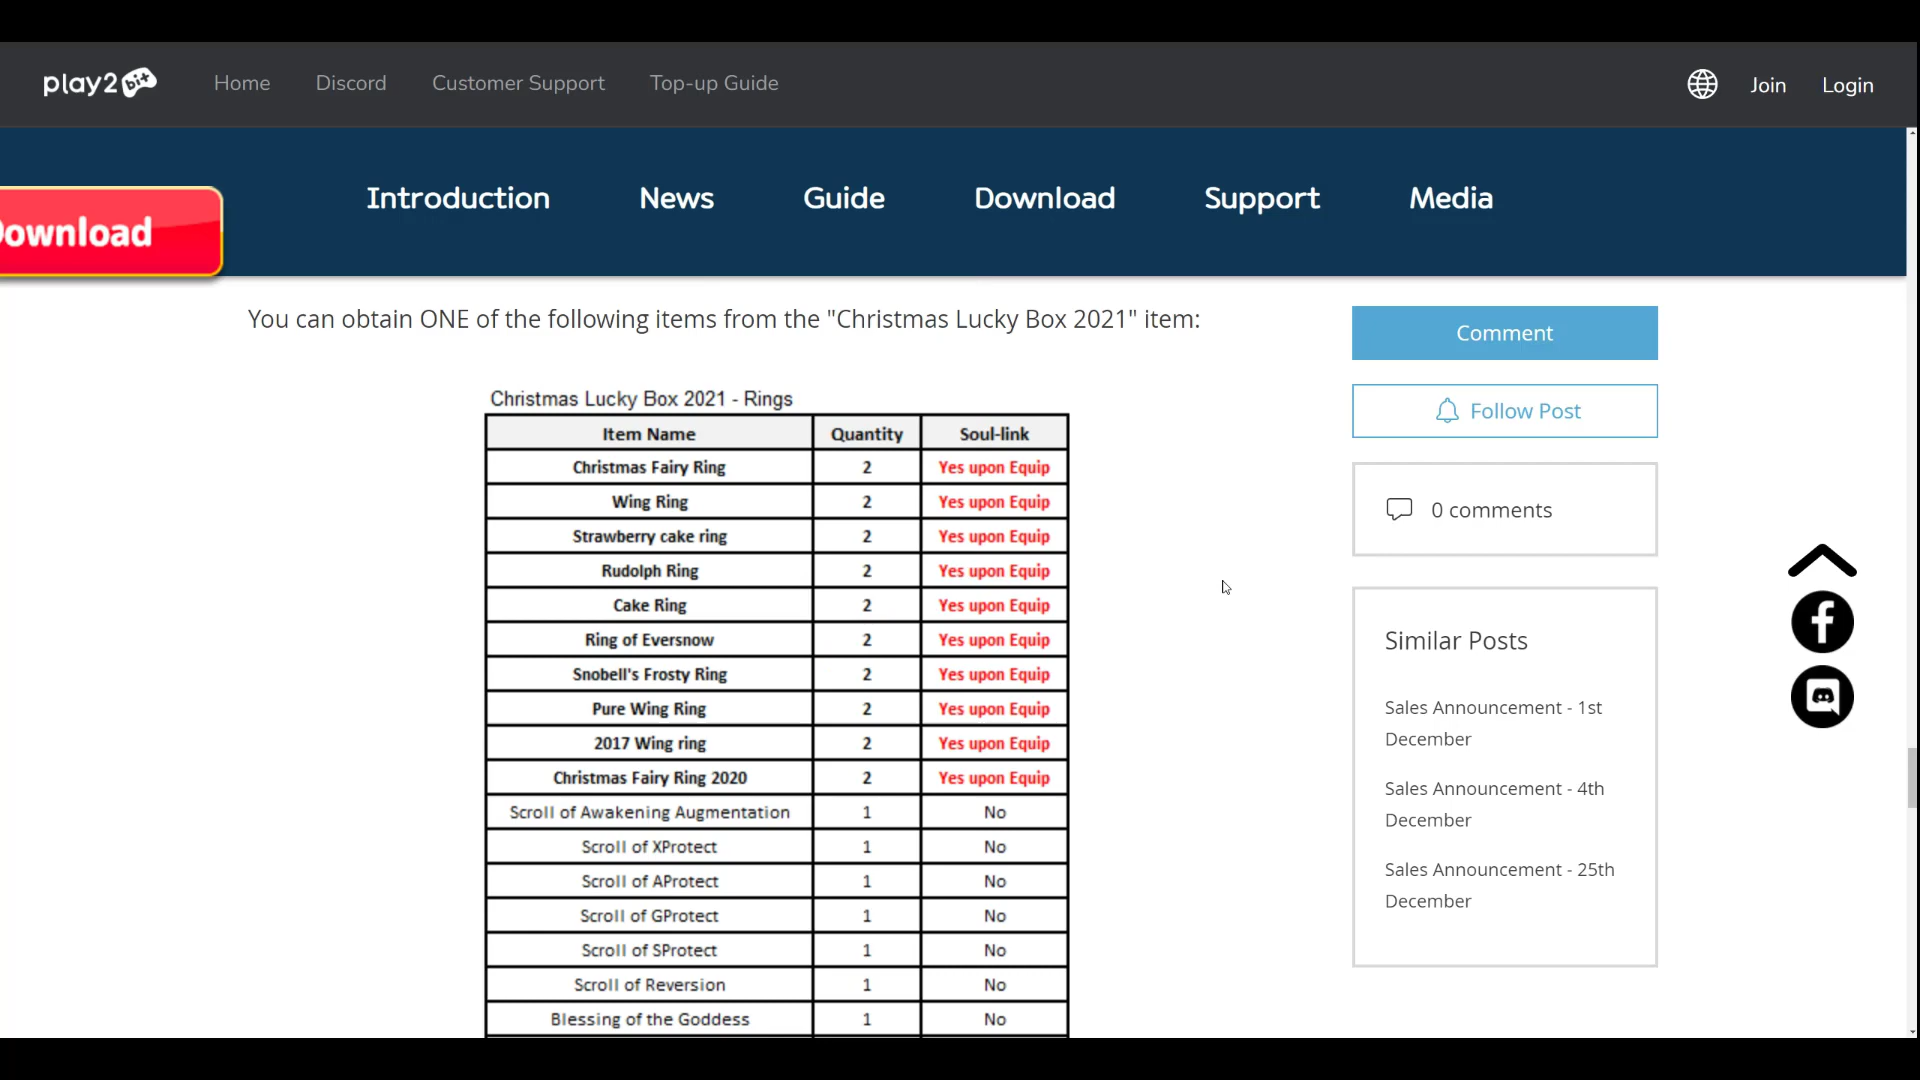 play2bit Home Discord Customer Support Top-up Guide Join Login
Introduction News Guide Download Support Media
ownload
You can obtain ONE of the following items from the "Christmas Lucky Box 2021" item:
Christmas Lucky Box 2021 - Rings
Item Name Quantity Soul-link
Christmas Fairy Ring 2 Yes upon Equip
Wing Ring 2 Yes upon Equip
Strawberry cake ring 2 Yes upon Equip
Rudolph Ring 2 Yes upon Equip
Cake Ring 2 Yes upon Equip
Ring of Eversnow 2 Yes upon Equip
Snobell's Frosty Ring 2 Yes upon Equip
Pure Wing Ring 2 Yes upon Equip
2017 Wing ring 2 Yes upon Equip
Christmas Fairy Ring 2020 2 Yes upon Equip
Scroll of Awakening Augmentation 1 No
Scroll of XProtect 1 No
Scroll of AProtect 1 No
Scroll of GProtect 1 No
Scroll of SProtect 1 No
Scroll of Reversion 1 No
Blessing of the Goddess 1 No
Comment
Follow Post
0 comments
Similar Posts
Sales Announcement - 1st
December
Sales Announcement - 4th
December
Sales Announcement - 25th
December